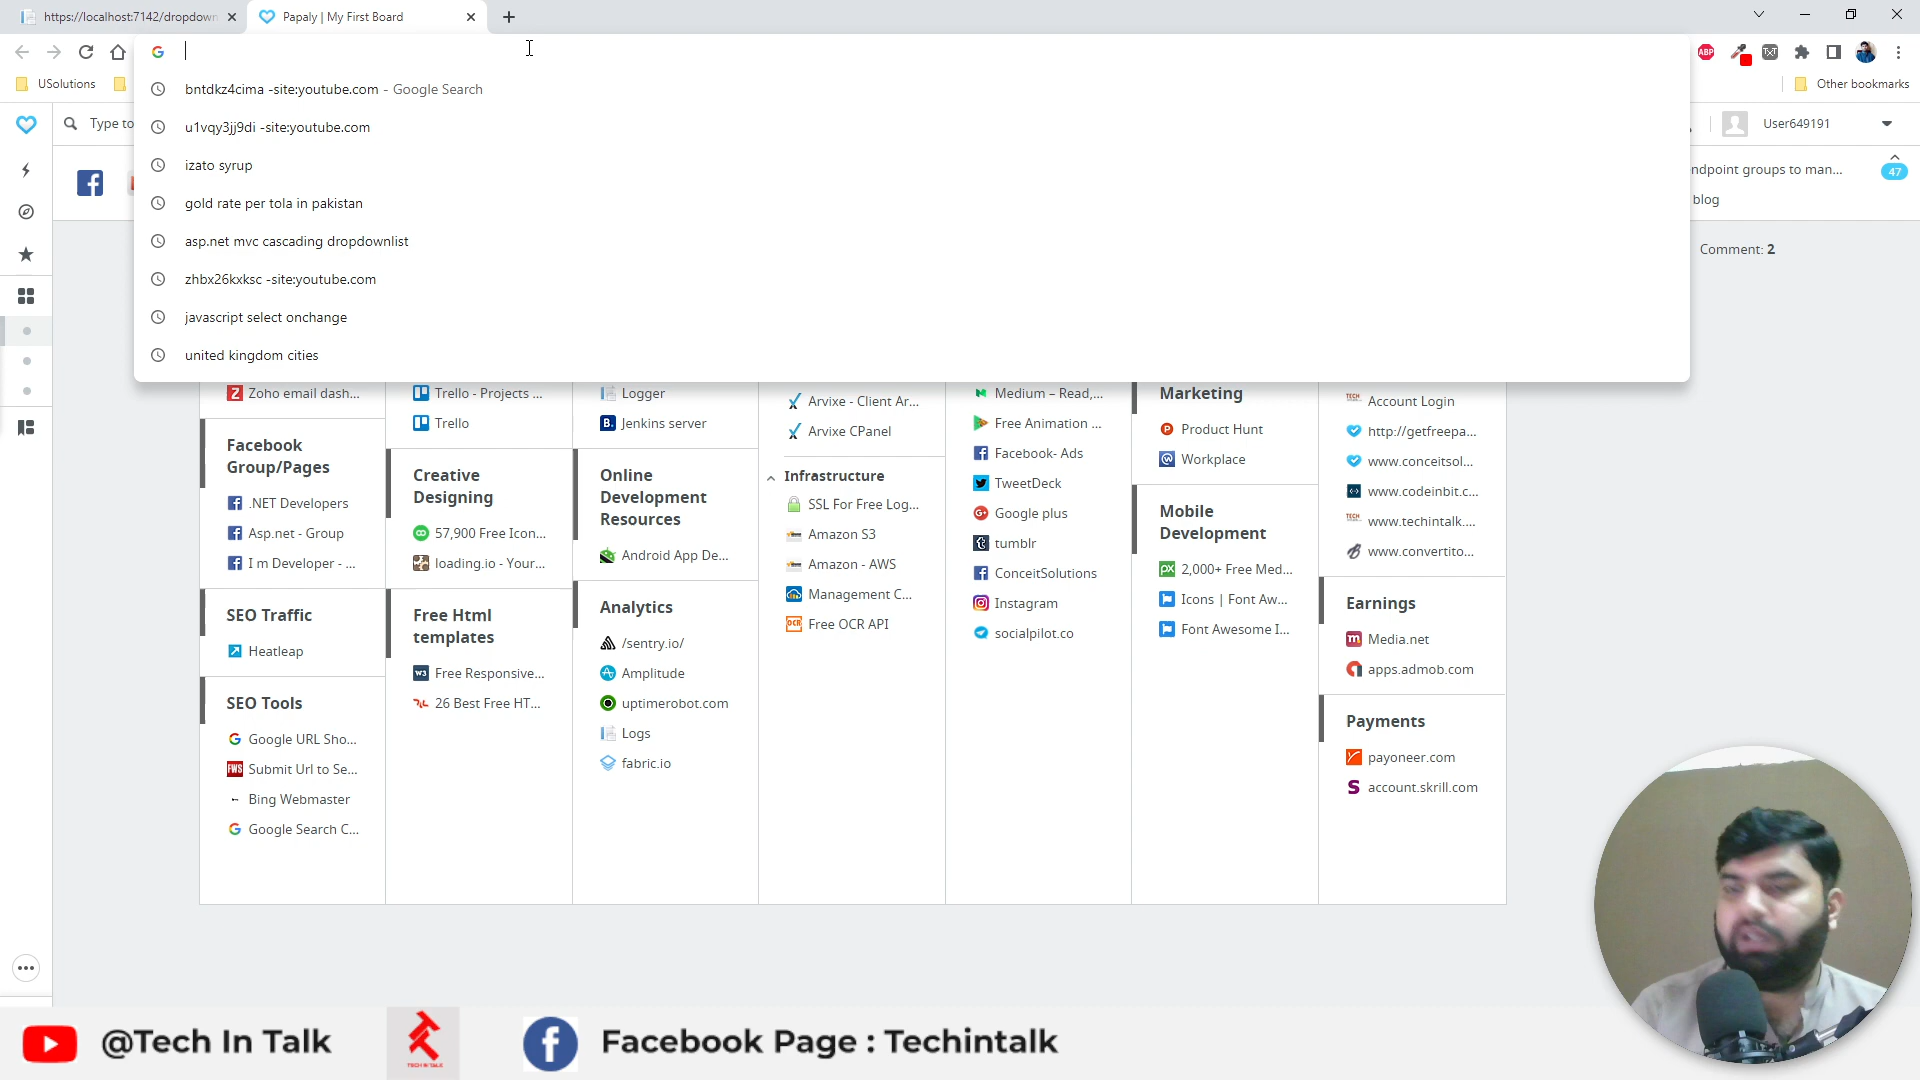 https://localhost:7142/dropdown
Papaly | My First Board
ABP
TXT
USolutions
Other bookmarks
bntdkz4cima -site:youtube.com - Google Search
u1vqy3jj9di -site:youtube.com
izato syrup
gold rate per tola in pakistan
asp.net mvc cascading dropdownlist
zhbx26kxksc -site:youtube.com
javascript select onchange
united kingdom cities
Type to
User649191
ndpoint groups to man...
47
blog
Comment: 2
Zoho email dash...
Facebook
Group/Pages
.NET Developers
Asp.net - Group
I m Developer - ...
SEO Traffic
Heatleap
SEO Tools
Google URL Sho...
Submit Url to Se...
Bing Webmaster
Google Search C...
Trello - Projects ...
Trello
Creative
Designing
57,900 Free Icon...
loading.io - Your...
Free Html
templates
Free Responsive...
26 Best Free HT...
Logger
Jenkins server
Online
Development
Resources
Android App De...
Analytics
/sentry.io/
Amplitude
uptimerobot.com
Logs
fabric.io
Arvixe - Client Ar...
Arvixe CPanel
Infrastructure
SSL For Free Log...
Amazon S3
Amazon - AWS
Management C...
Free OCR API
Medium – Read,...
Free Animation ...
Facebook- Ads
TweetDeck
Google plus
tumblr
ConceitSolutions
Instagram
socialpilot.co
Marketing
Product Hunt
Workplace
Mobile
Development
2,000+ Free Med...
Icons | Font Aw...
Font Awesome I...
Account Login
http://getfreepa...
www.conceitsol...
www.codeinbit.c...
www.techintalk....
www.convertito...
Earnings
Media.net
apps.admob.com
Payments
payoneer.com
account.skrill.com
@Tech In Talk
TECH IN TALK
Facebook Page : Techintalk